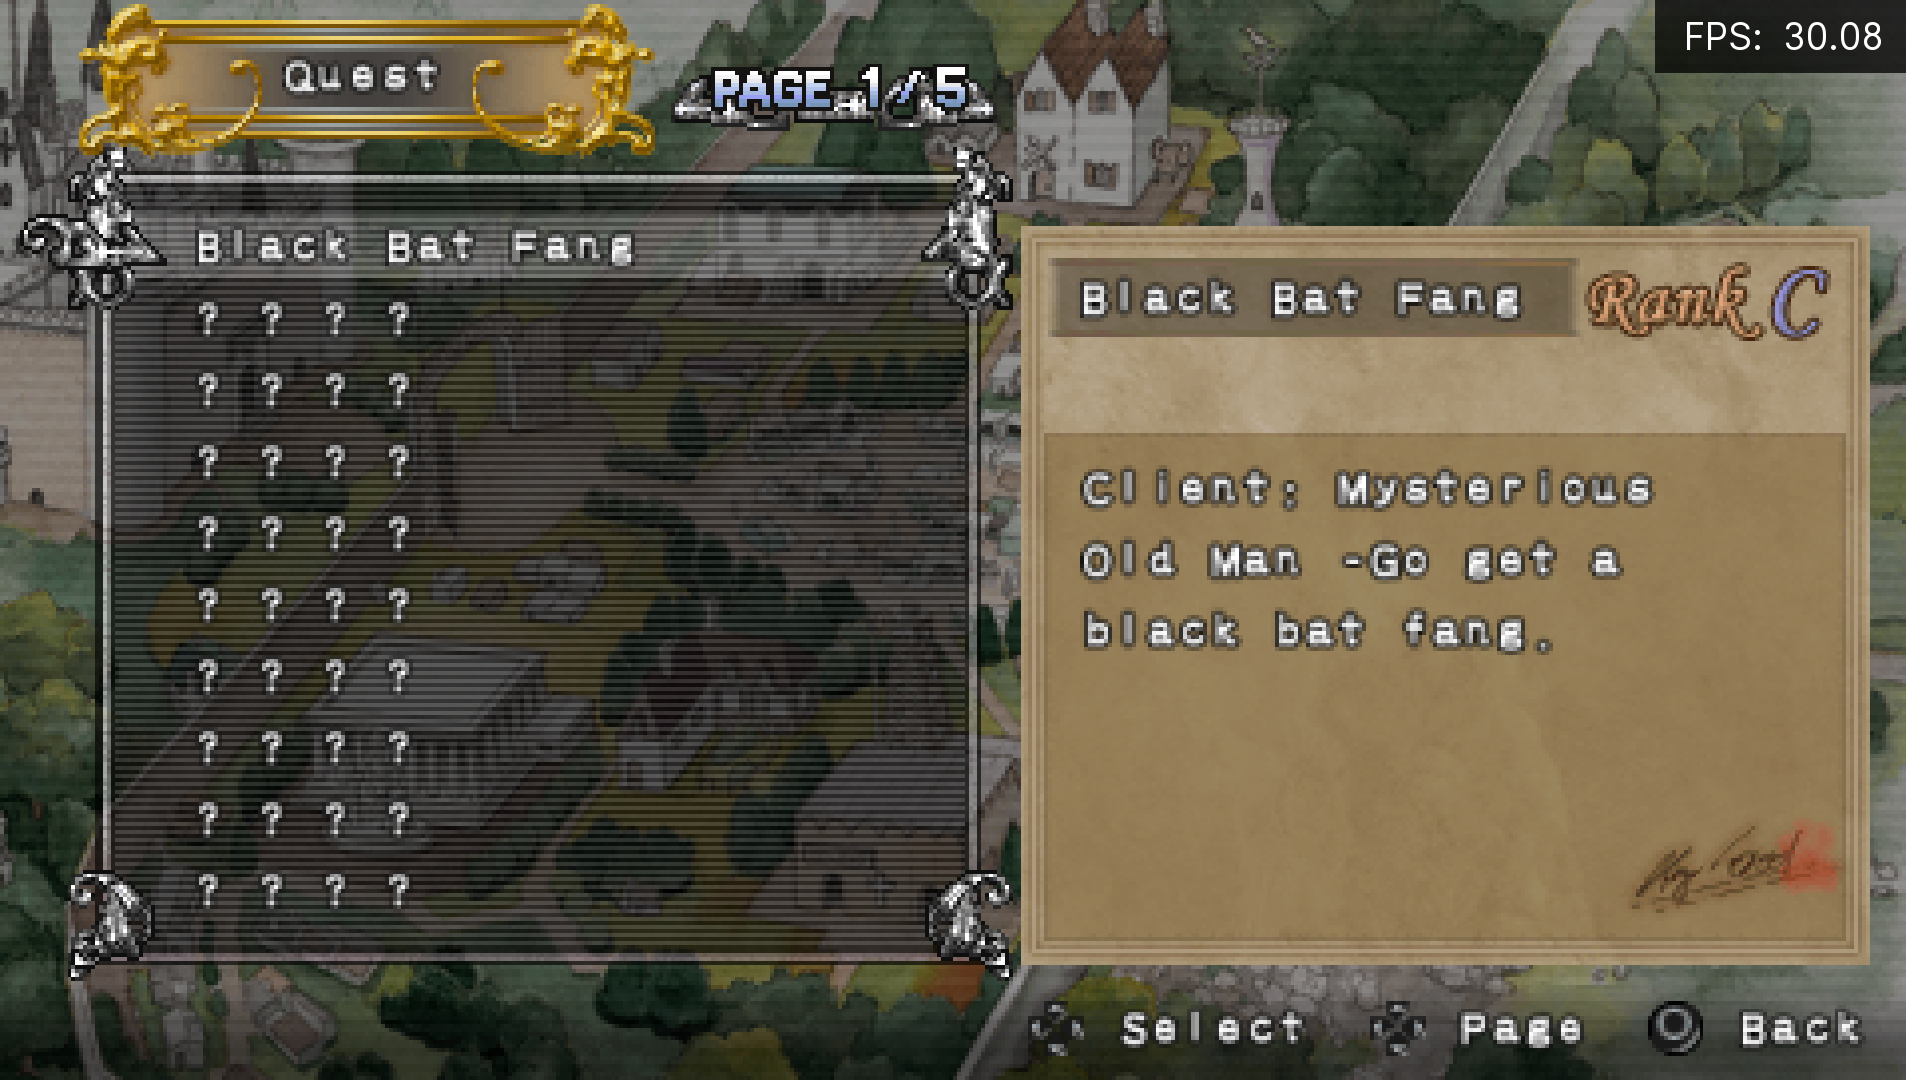 FPS: 30.08
Quest
PAGE 1/5
Black Bat Fang
? ? ? ?
? ? ? ?
? ? ? ?
? ? ? ?
? ? ? ?
? ? ? ?
? ? ? ?
? ? ? ?
? ? ? ?
Black Bat Fang Rank C
Client: Mysterious
Old Man -Go get a
black bat fang.
Select Page Back